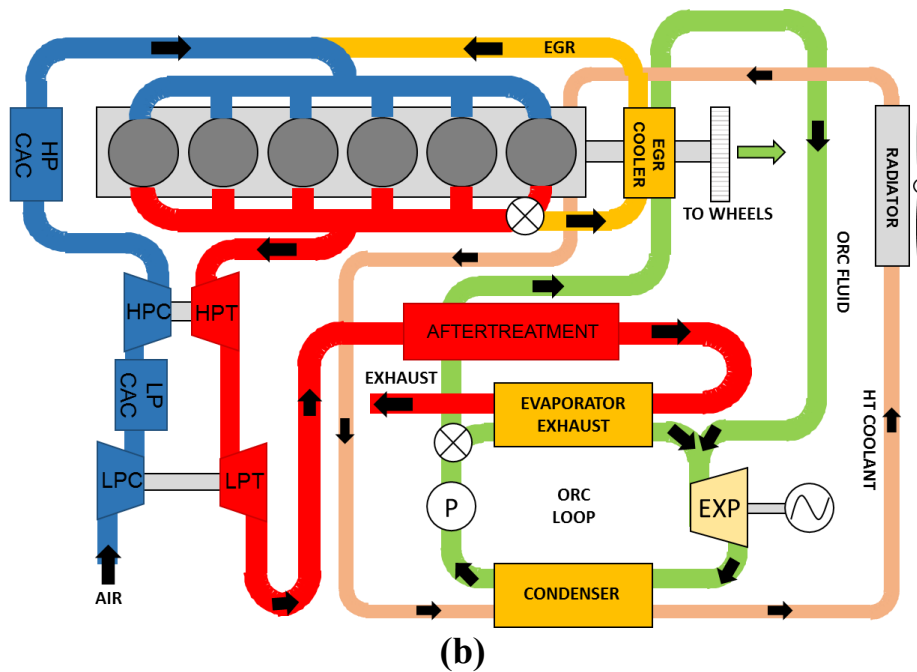 EGR
HP
CAC
EGR
COOLER
RADIATOR
TO WHEELS
ORC FLUID
HPC
HPT
AFTERTREATMENT
LP
CAC
EXHAUST
EVAPORATOR
EXHAUST
HT COOLANT
LPC
LPT
P
ORC
LOOP
EXP
AIR
CONDENSER
(b)